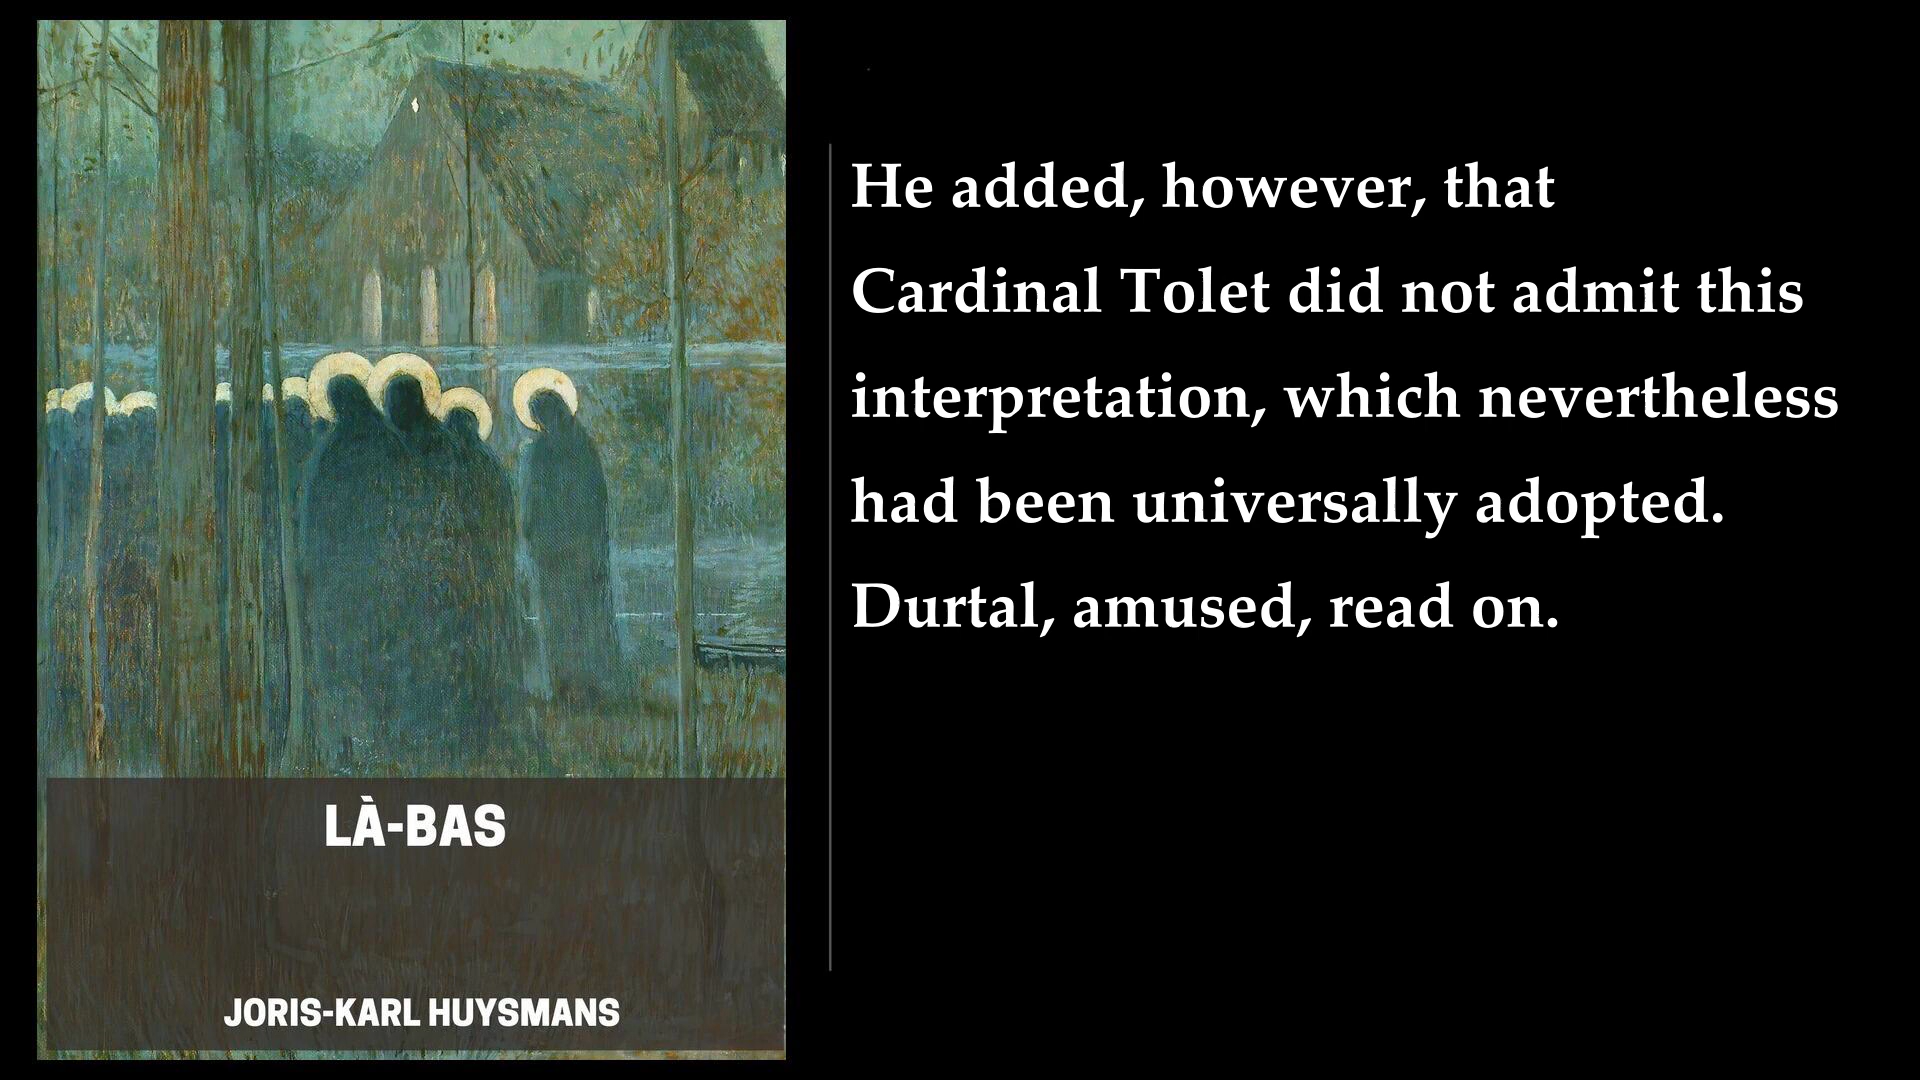 He added, however, that
Cardinal Tolet did not admit this
interpretation, which nevertheless
had been universally adopted.
Durtal, amused, read on.
LÀ-BAS
JORIS-KARL HUYSMANS